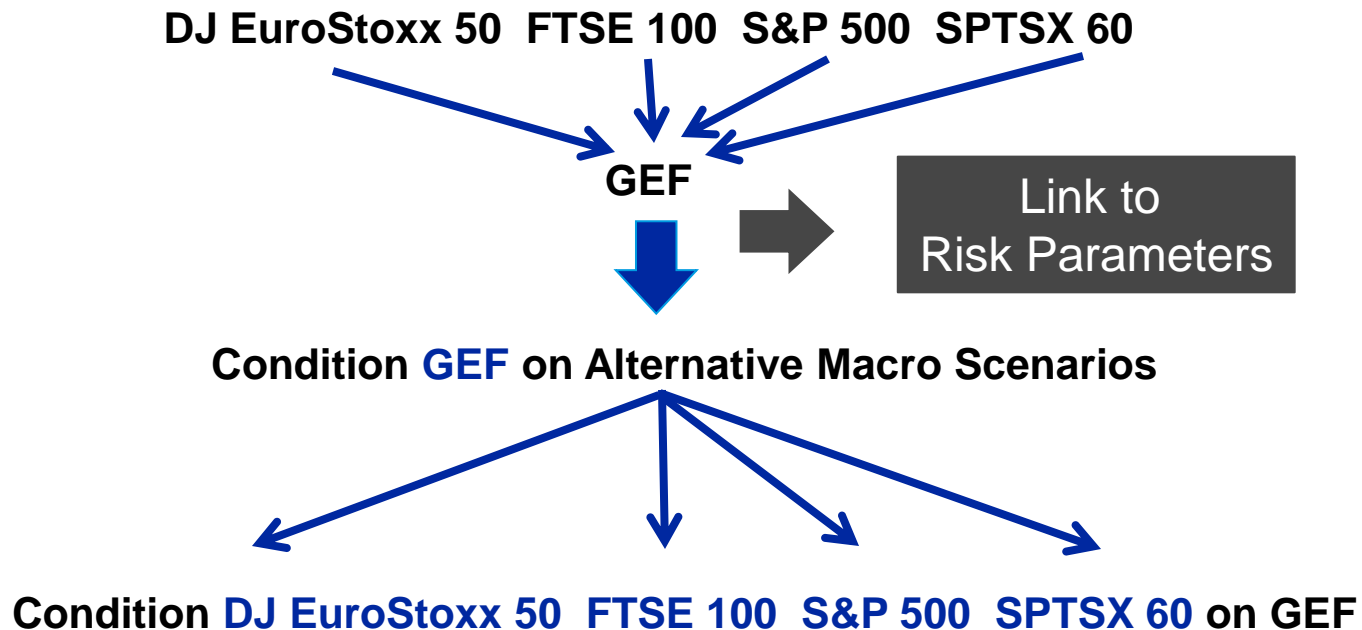 DJ EuroStoxx 50 FTSE 100 S&P 500 SPTSX 60
GEF
Link to
Risk Parameters
Condition GEF on Alternative Macro Scenarios
Condition DJ EuroStoxx 50 FTSE 100 S&P 500 SPTSX 60 on GEF